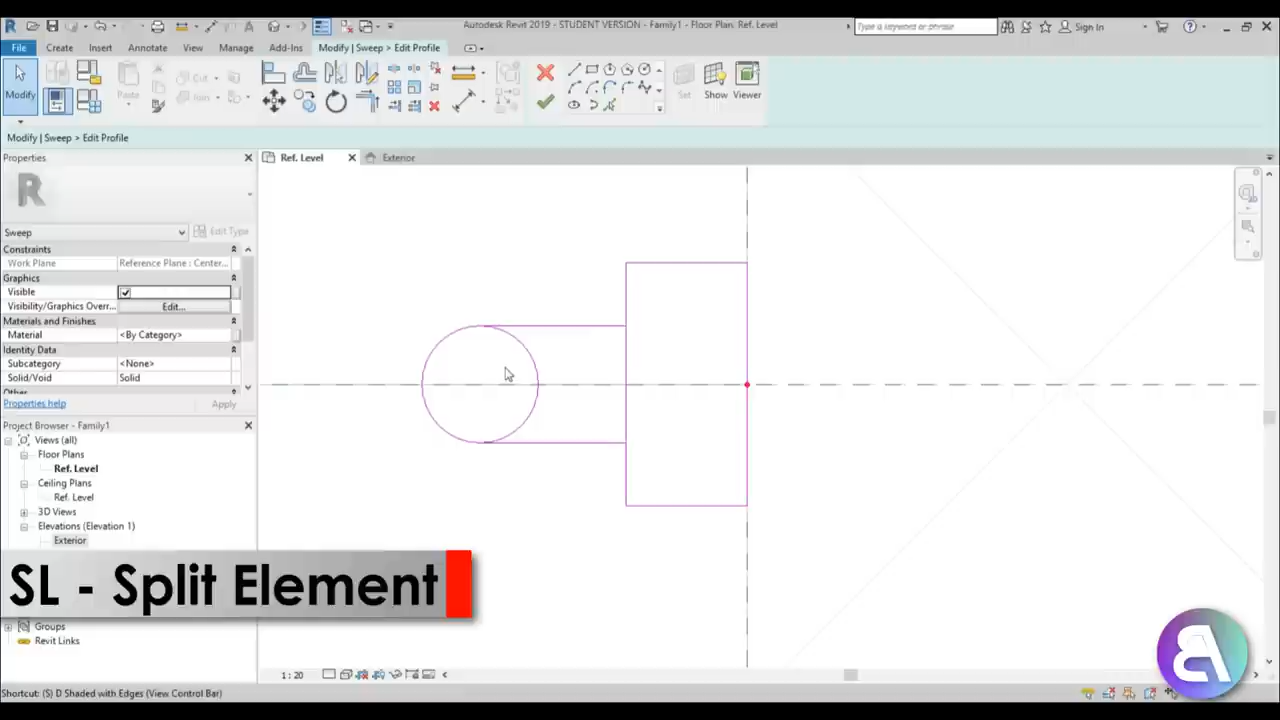 Autodesk Revit 2019 - STUDENT VERSION - Family1 - Floor Plan. Ref. Level
Type a keyword or phrase
Sign In
File Create Insert Annotate View Manage Add-Ins Modify | Sweep > Edit Profile
Modify
Paste
Cut
Join
Set
Show
Viewer
Modify | Sweep > Edit Profile
Properties
Ref. Level
Exterior
R
Sweep
Edit Type
Constraints
Work Plane Reference Plane : Center...
Graphics
Visible
Visibility/Graphics Overr... Edit...
Materials and Finishes
Material <By Category>
Identity Data
Subcategory <None>
Solid/Void Solid
Other
Properties help
Apply
Project Browser - Family1
Views (all)
Floor Plans
Ref. Level
Ceiling Plans
Ref. Level
3D Views
Elevations (Elevation 1)
Exterior
SL - Split Element
Groups
Revit Links
1 : 20
Shortcut: (S) D Shaded with Edges (View Control Bar)